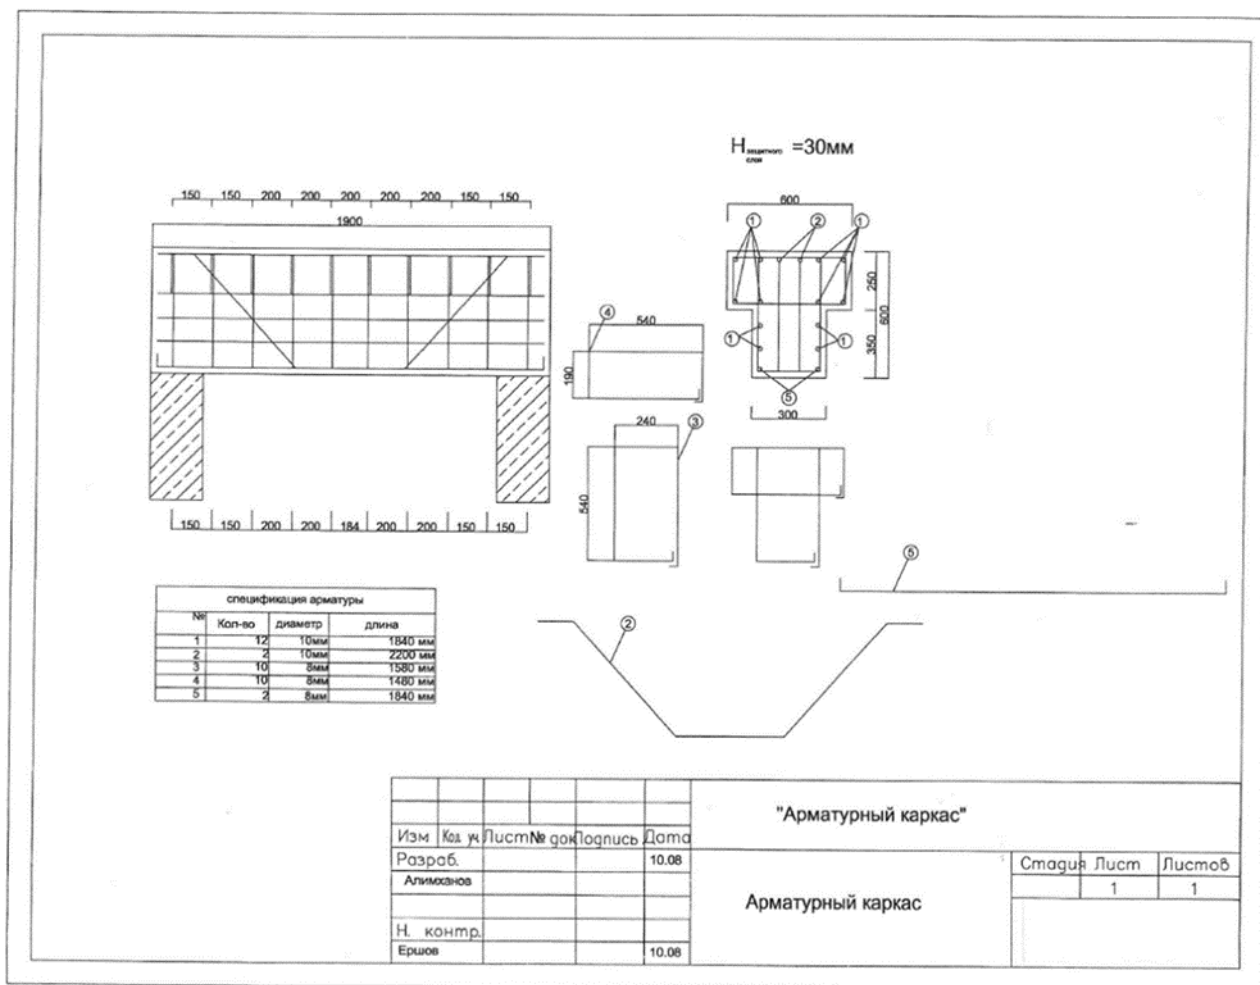 H защитного слоя =30мм
150 150 200 200 200 200 200 150 150
1900
600
1 2 1
250
600
350
1 1
5
300
4
540
190
240
3
540
150 150 200 200 184 200 200 150 150
5
2
спецификация арматуры
№ Кол-во диаметр длина
1 12 10мм 1840 мм
2 2 10мм 2200 мм
3 10 8мм 1580 мм
4 10 8мм 1480 мм
5 2 8мм 1840 мм
"Арматурный каркас"
Изм Кол. уч Лист № док Подпись Дата
Разраб. 10.08
Алимханов
Арматурный каркас
Стадия Лист Листов
1 1
Н. контр.
Ершов 10.08